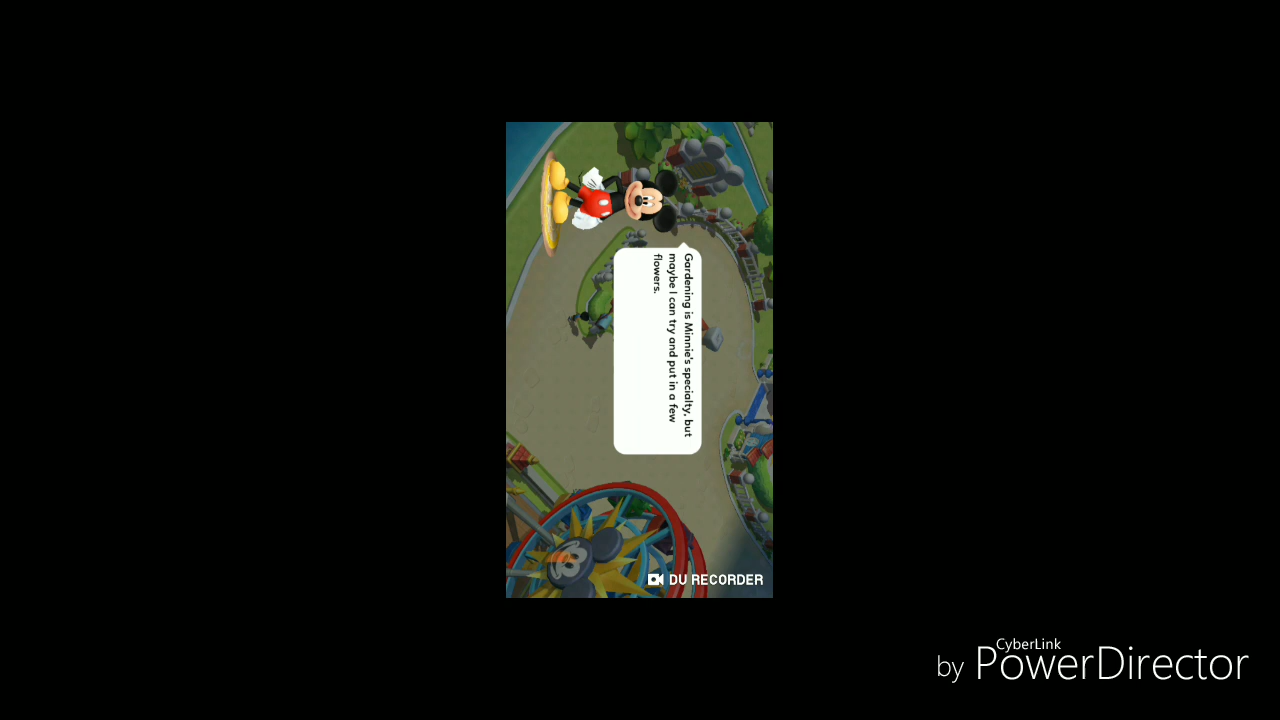 Gardening is Minnie's specialty, but
maybe I can try and put in a few
flowers.
DU RECORDER
CyberLink
by PowerDirector